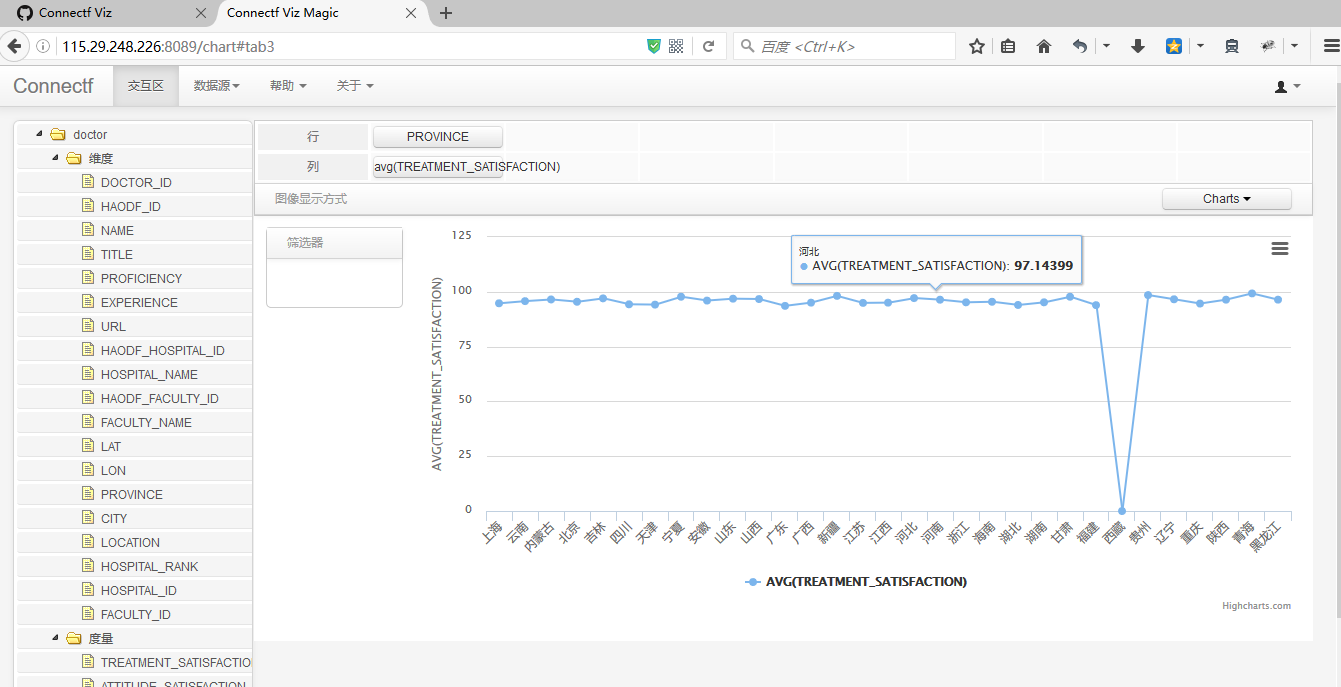 Connectf Viz
Connectf Viz Magic
115.29.248.226:8089/chart#tab3
百度 <Ctrl+K>
Connectf 交互区 数据源 帮助 关于
doctor
维度
DOCTOR_ID
HAODF_ID
NAME
TITLE
PROFICIENCY
EXPERIENCE
URL
HAODF_HOSPITAL_ID
HOSPITAL_NAME
HAODF_FACULTY_ID
FACULTY_NAME
LAT
LON
PROVINCE
CITY
LOCATION
HOSPITAL_RANK
HOSPITAL_ID
FACULTY_ID
度量
TREATMENT_SATISFACTIO
ATTITUDE_SATISFACTION
行 PROVINCE
列 avg(TREATMENT_SATISFACTION)
图像显示方式 Charts
筛选器
AVG(TREATMENT_SATISFACTION)
125
100
75
50
25
0
河北
AVG(TREATMENT_SATISFACTION): 97.14399
上海 云南 内蒙古 北京 吉林 四川 天津 宁夏 安徽 山东 山西 广东 广西 新疆 江苏 江西 河北 河南 浙江 海南 湖北 湖南 甘肃 福建 西藏 贵州 辽宁 重庆 陕西 青海 黑龙江
AVG(TREATMENT_SATISFACTION)
Highcharts.com